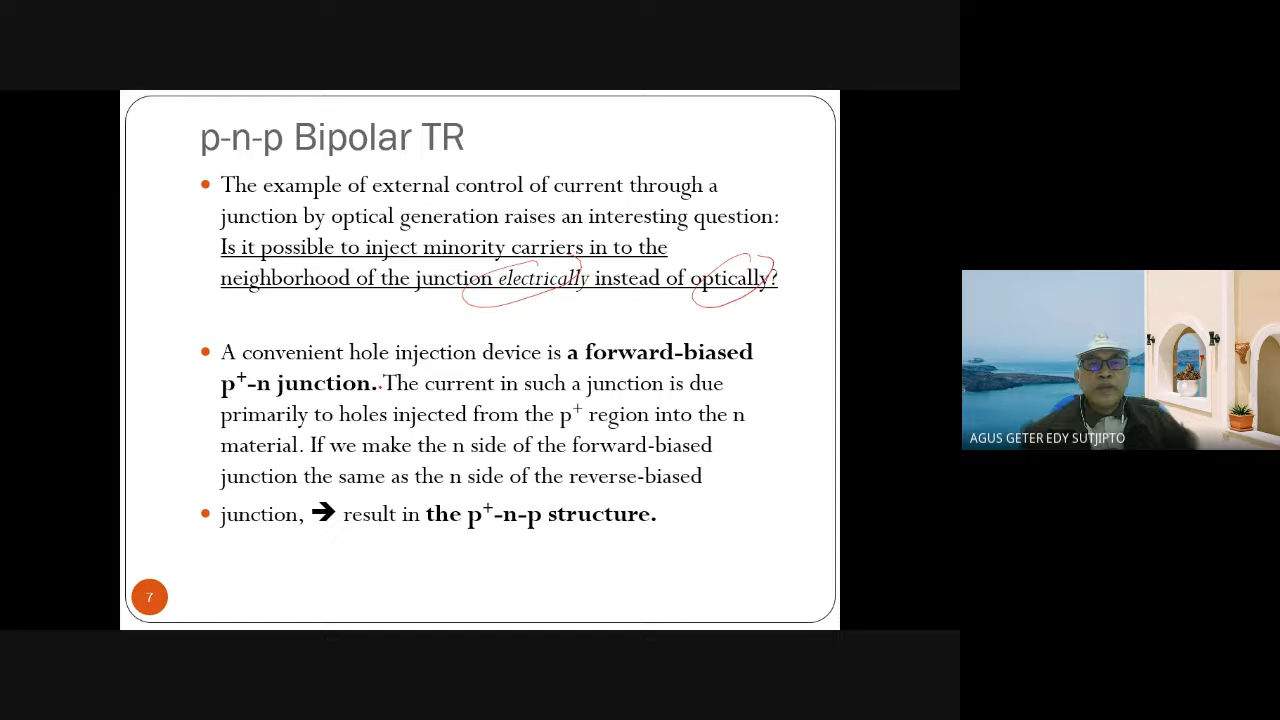 p-n-p Bipolar TR
• The example of external control of current through a
junction by optical generation raises an interesting question:
Is it possible to inject minority carriers in to the
neighborhood of the junction electrically instead of optically?
• A convenient hole injection device is a forward-biased
p⁺-n junction. The current in such a junction is due
primarily to holes injected from the p⁺ region into the n
material. If we make the n side of the forward-biased
junction the same as the n side of the reverse-biased
• junction, ➔ result in the p⁺-n-p structure.
7
AGUS GETER EDY SUTJIPTO